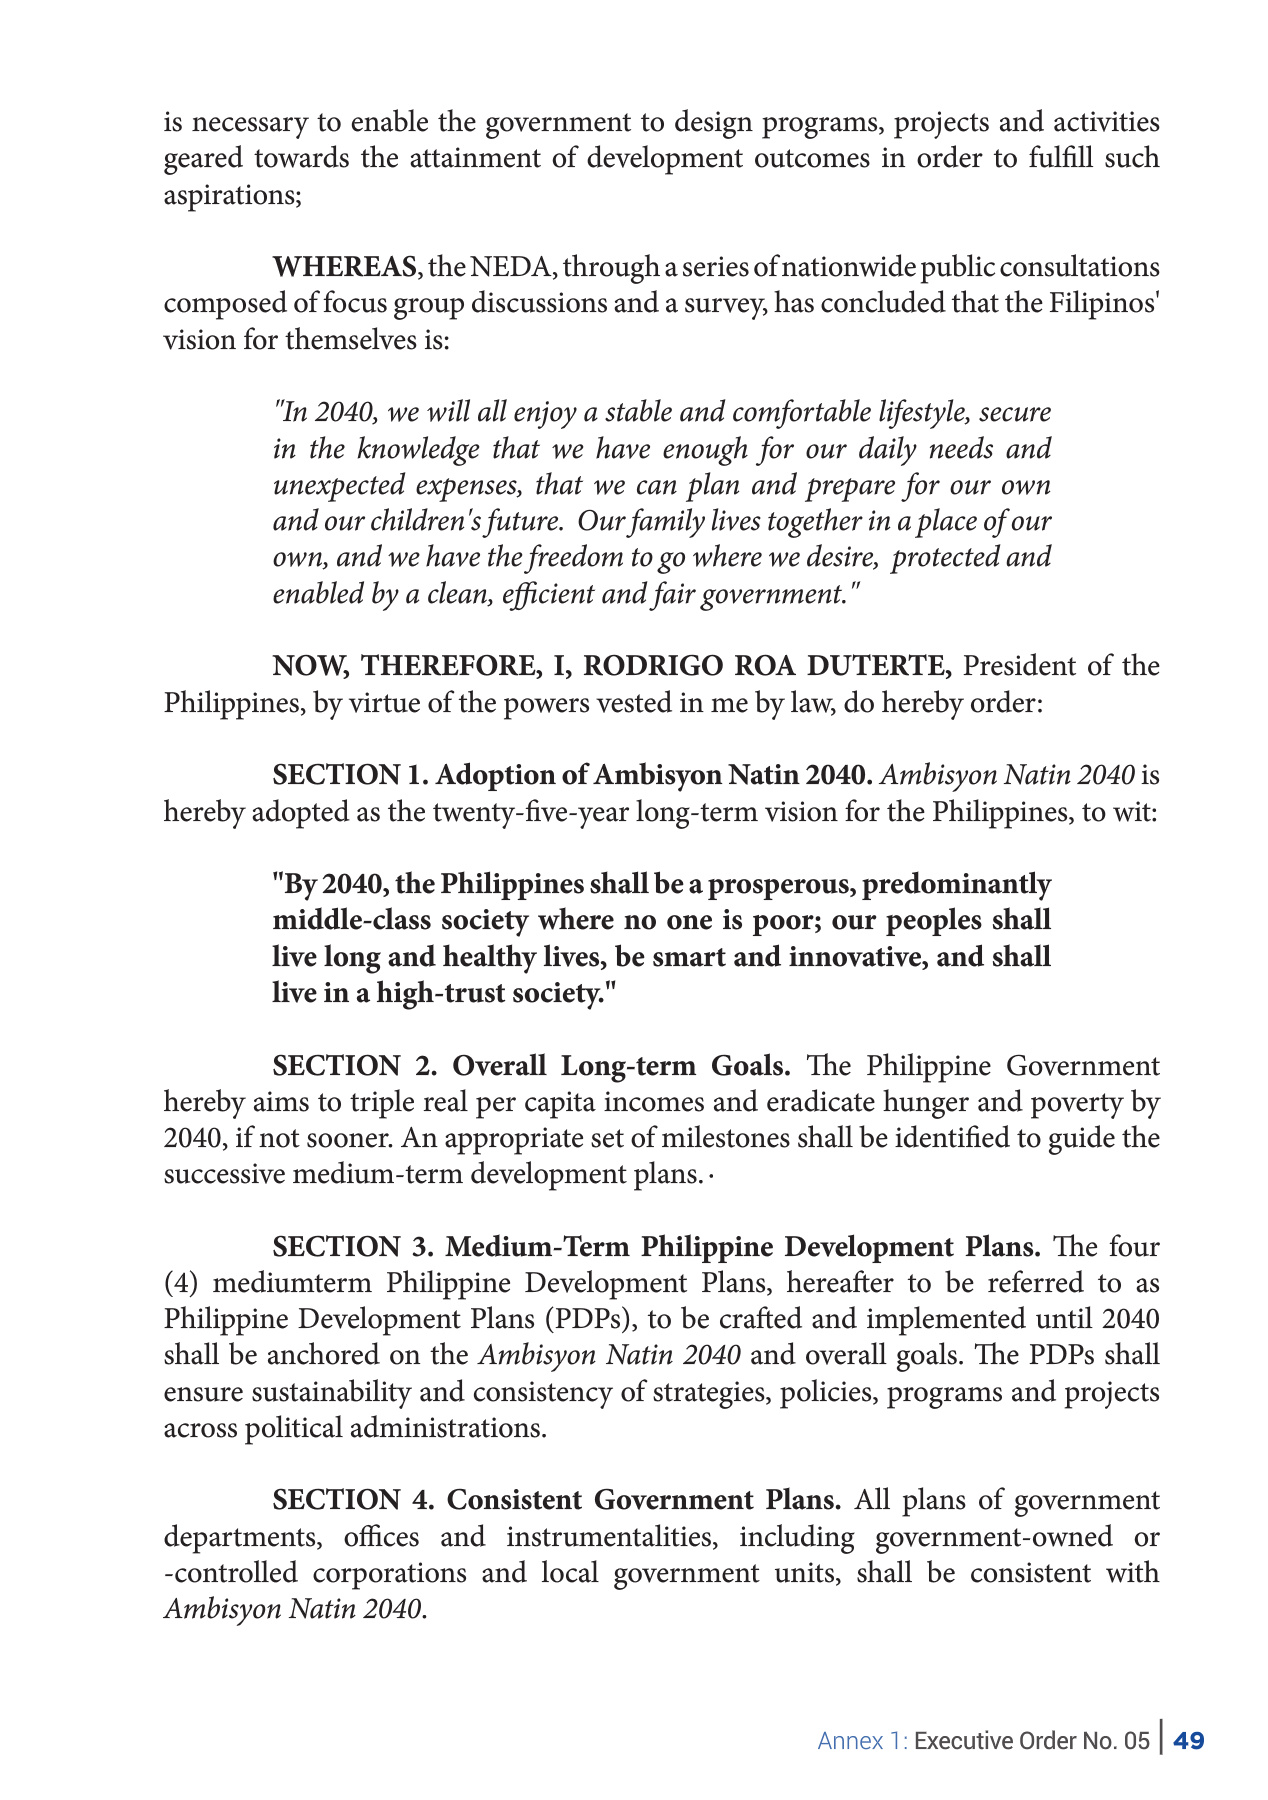 is necessary to enable the government to design programs, projects and activities
geared towards the attainment of development outcomes in order to fulfill such
aspirations;
WHEREAS, the NEDA, through a series of nationwide public consultations
composed of focus group discussions and a survey, has concluded that the Filipinos'
vision for themselves is:
"In 2040, we will all enjoy a stable and comfortable lifestyle, secure
in the knowledge that we have enough for our daily needs and
unexpected expenses, that we can plan and prepare for our own
and our children's future. Our family lives together in a place of our
own, and we have the freedom to go where we desire, protected and
enabled by a clean, efficient and fair government."
NOW, THEREFORE, I, RODRIGO ROA DUTERTE, President of the
Philippines, by virtue of the powers vested in me by law, do hereby order:
SECTION 1. Adoption of Ambisyon Natin 2040. Ambisyon Natin 2040 is
hereby adopted as the twenty-five-year long-term vision for the Philippines, to wit:
"By 2040, the Philippines shall be a prosperous, predominantly
middle-class society where no one is poor; our peoples shall
live long and healthy lives, be smart and innovative, and shall
live in a high-trust society."
SECTION 2. Overall Long-term Goals. The Philippine Government
hereby aims to triple real per capita incomes and eradicate hunger and poverty by
2040, if not sooner. An appropriate set of milestones shall be identified to guide the
successive medium-term development plans. ·
SECTION 3. Medium-Term Philippine Development Plans. The four
(4) mediumterm Philippine Development Plans, hereafter to be referred to as
Philippine Development Plans (PDPs), to be crafted and implemented until 2040
shall be anchored on the Ambisyon Natin 2040 and overall goals. The PDPs shall
ensure sustainability and consistency of strategies, policies, programs and projects
across political administrations.
SECTION 4. Consistent Government Plans. All plans of government
departments, offices and instrumentalities, including government-owned or
-controlled corporations and local government units, shall be consistent with
Ambisyon Natin 2040.
Annex 1: Executive Order No. 05 | 49